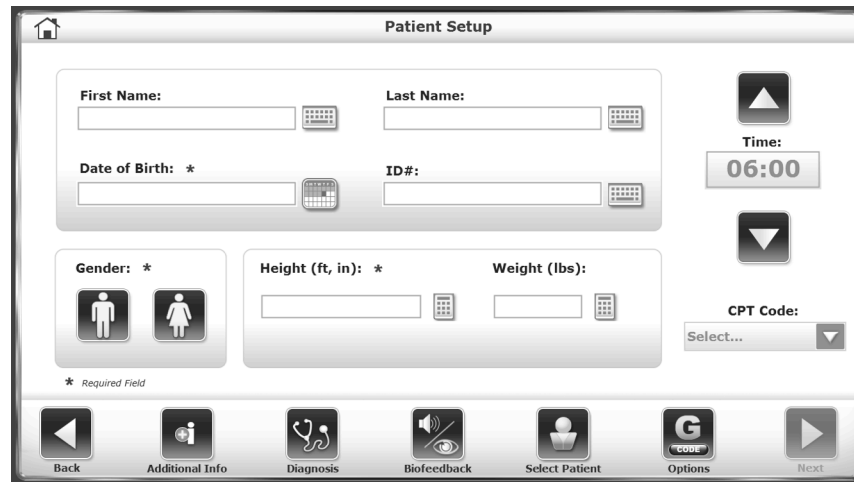 Patient Setup
First Name:
Last Name:
Date of Birth: *
ID#:
Time:
06:00
Gender: *
Height (ft, in): *
Weight (lbs):
CPT Code:
Select...
* Required Field
Back
Additional Info
Diagnosis
Biofeedback
Select Patient
G
CODE
Options
Next